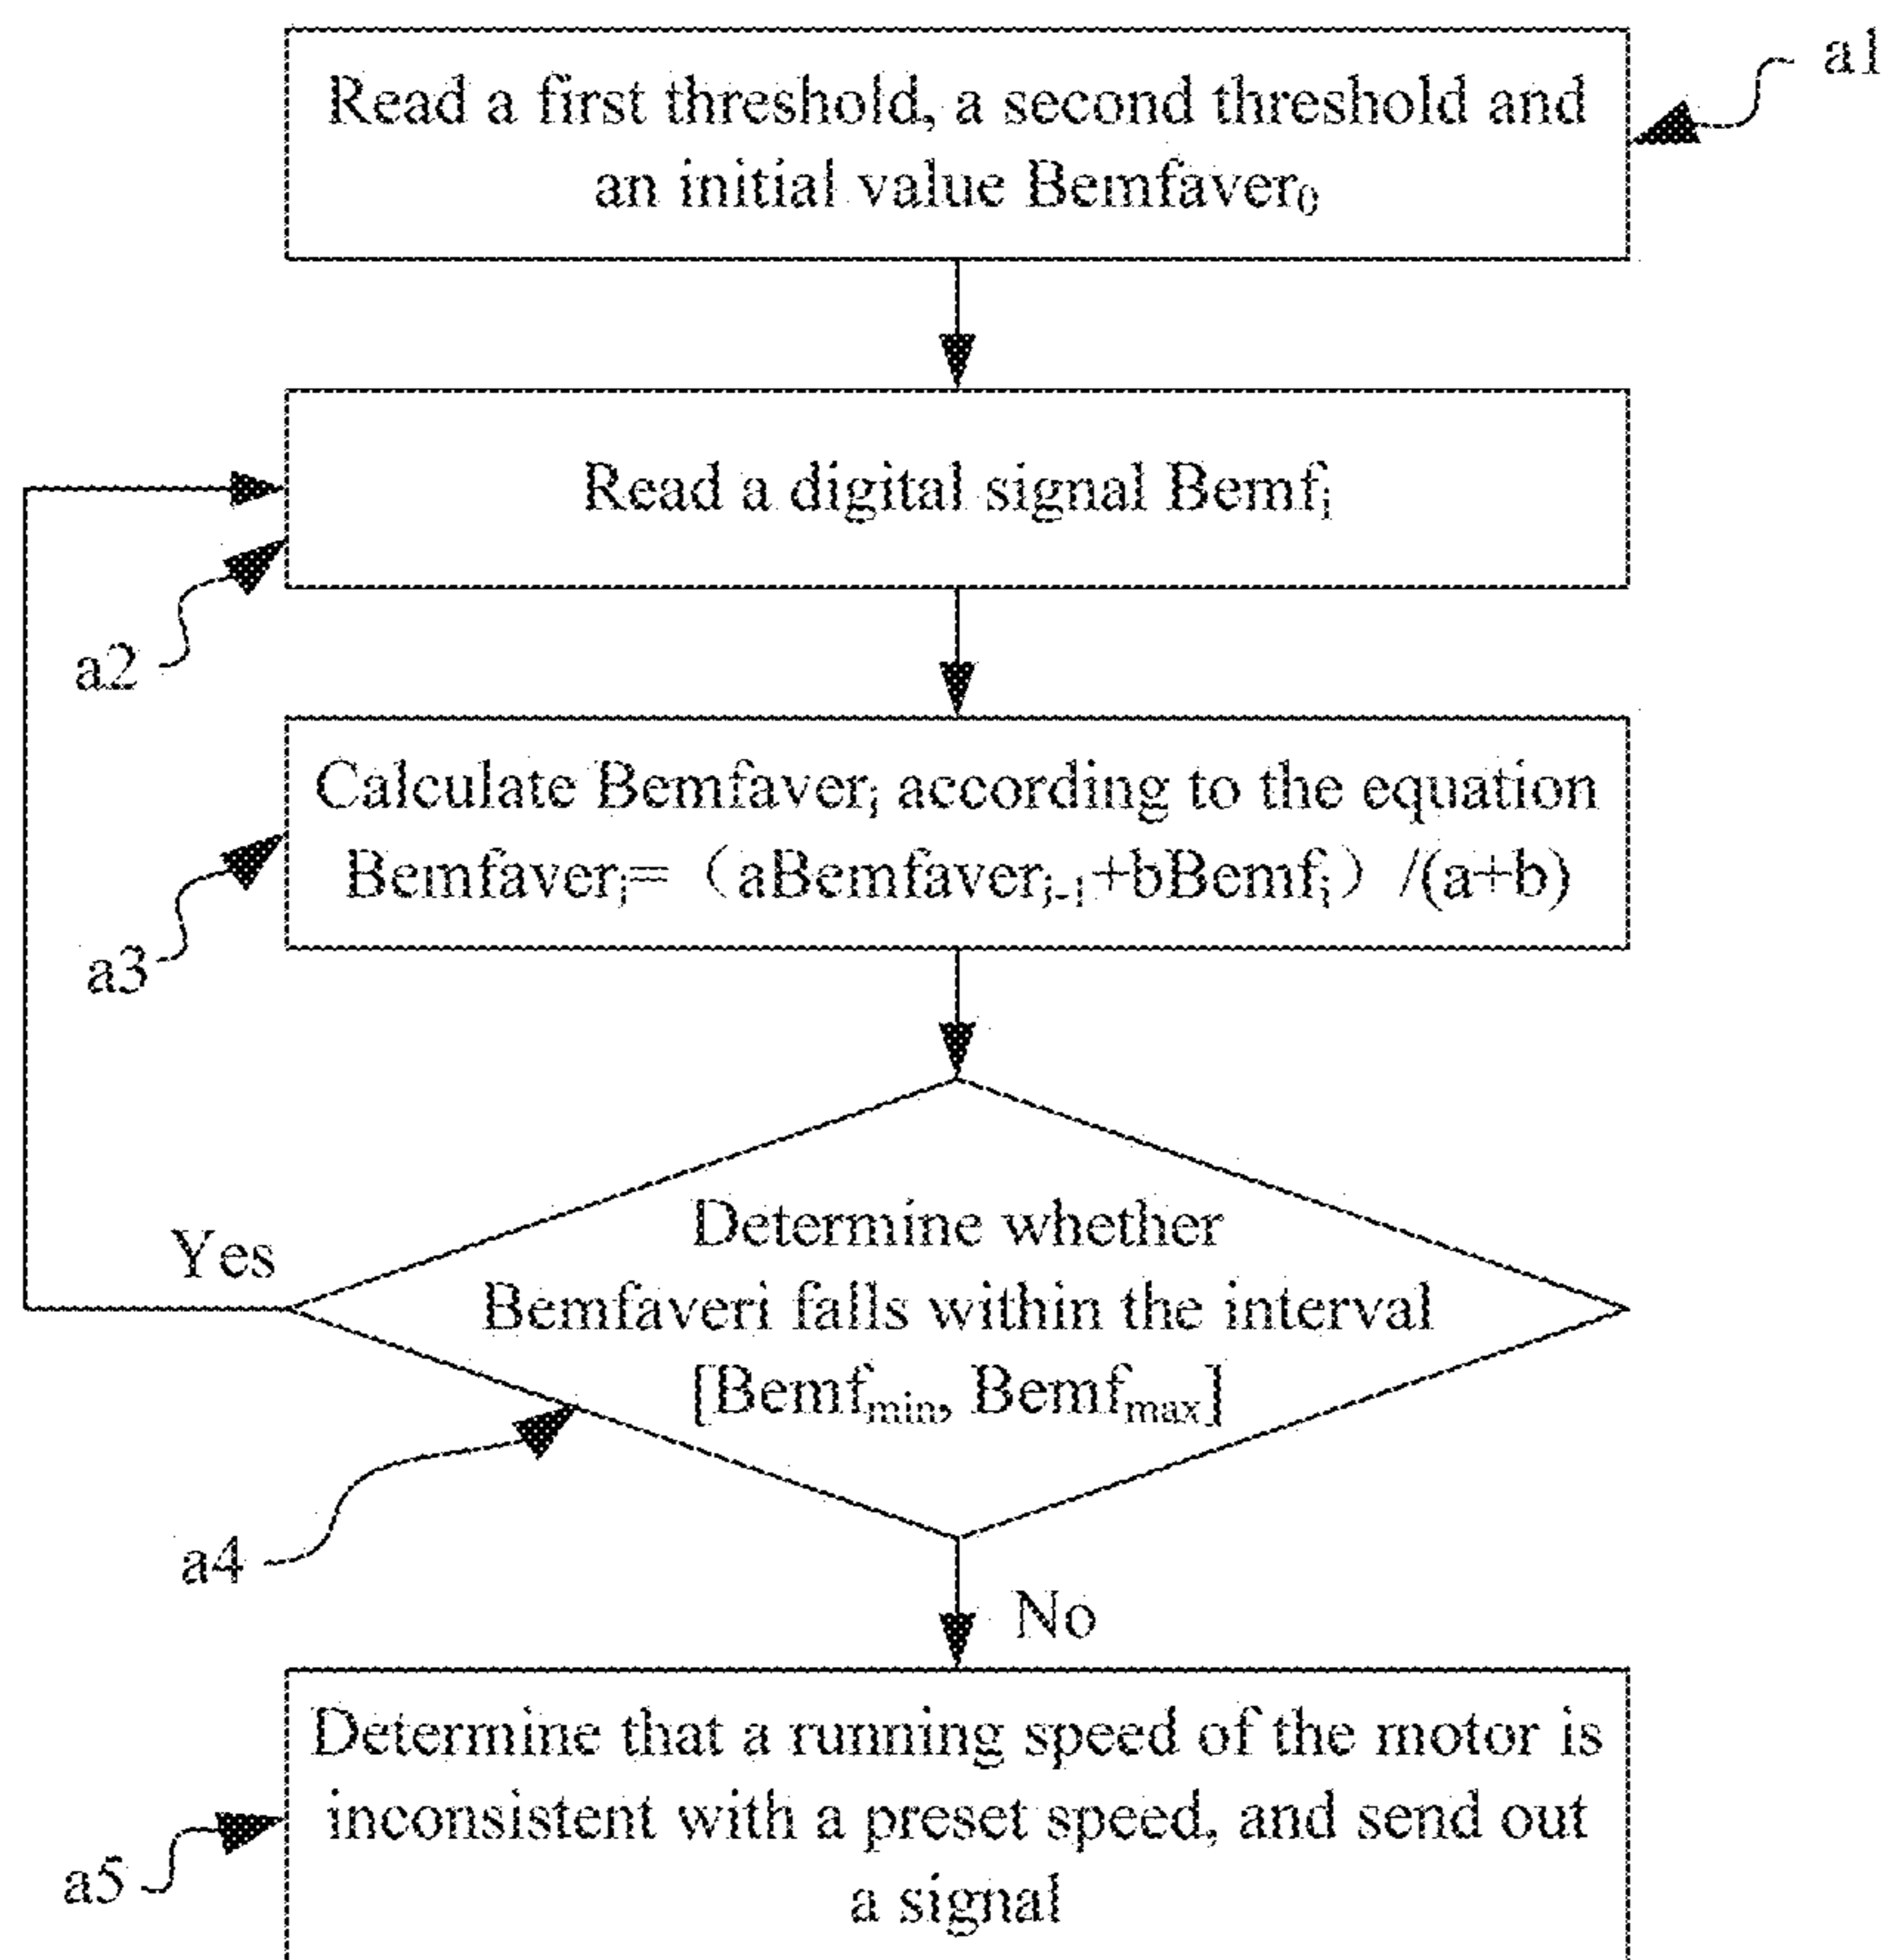 a1
Read a first threshold, a second threshold and
an initial value Bemfaver₀
Read a digital signal Bemfᵢ
a2
Calculate Bemfaverᵢ according to the equation
Bemfaverᵢ=（aBemfaverᵢ₋₁+bBemfᵢ）/(a+b)
a3
Yes
Determine whether
Bemfaveri falls within the interval
[Bemfmin, Bemfmax]
a4
No
Determine that a running speed of the motor is
inconsistent with a preset speed, and send out
a signal
a5